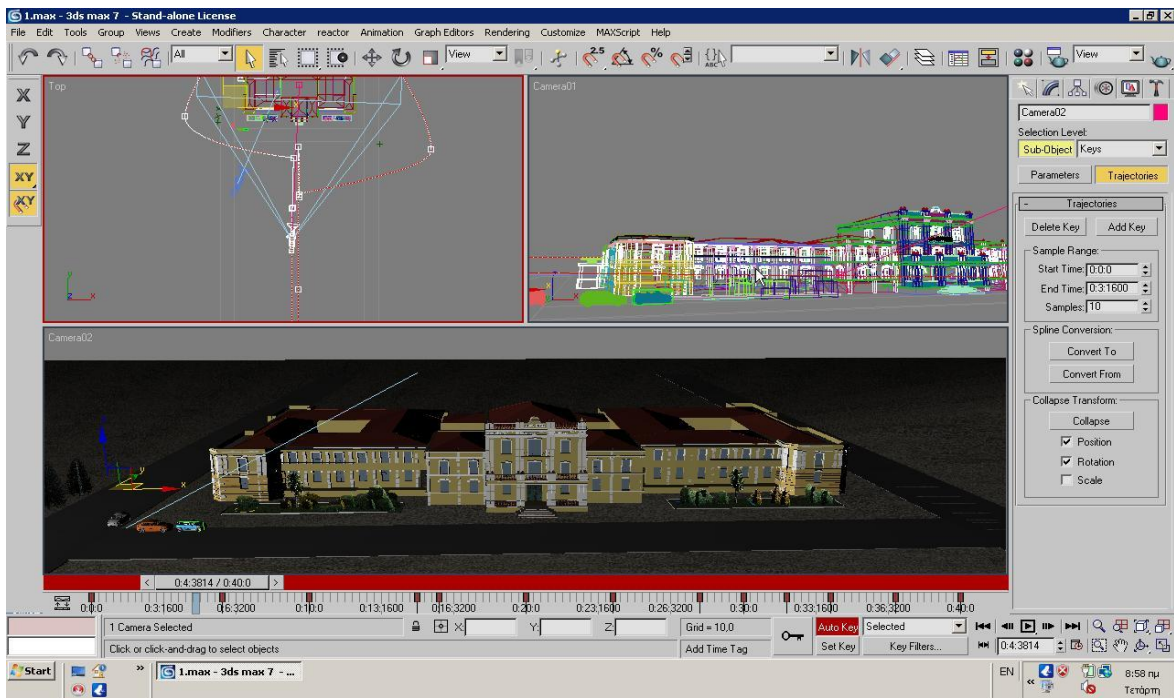 1.max - 3ds max 7 - Stand-alone License
File Edit Tools Group Views Create Modifiers Character reactor Animation Graph Editors Rendering Customize MAXScript Help
All View 2.5 % ABC View
X
Y
Z
XY
XY
Top
Camera01
Camera02
Camera02
Selection Level:
Sub-Object Keys
Parameters Trajectories
- Trajectories
Delete Key Add Key
Sample Range:
Start Time: 0:0:0
End Time: 0:3:1600
Samples: 10
Spline Conversion:
Convert To
Convert From
Collapse Transform:
Collapse
Position
Rotation
Scale
< 0:4:3814 / 0:40:0 >
0:0:0 0:3:1600 0:6:3200 0:10:0 0:13:1600 0:16:3200 0:20:0 0:23:1600 0:26:3200 0:30:0 0:33:1600 0:36:3200 0:40:0
1 Camera Selected X: Y: Z: Grid = 10,0 Auto Key Selected
Click or click-and-drag to select objects Add Time Tag Set Key Key Filters... 0:4:3814
Start » 1.max - 3ds max 7 - ... EN « 8:58 πμ
Τετάρτη